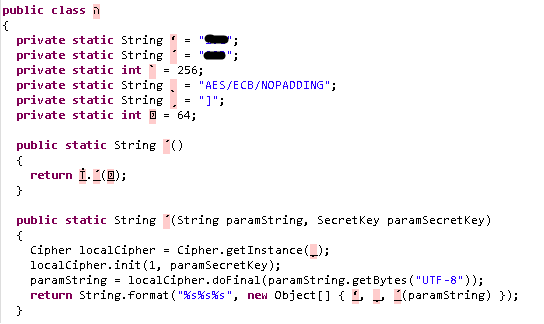 public class
{
private static String = "";
private static String = "";
private static int = 256;
private static String = "AES/ECB/NOPADDING";
private static String = "]";
private static int = 64;
public static String ˊ()
{
return .ˊ();
}
public static String ˊ(String paramString, SecretKey paramSecretKey)
{
Cipher localCipher = Cipher.getInstance();
localCipher.init(1, paramSecretKey);
paramString = localCipher.doFinal(paramString.getBytes("UTF-8"));
return String.format("%s%s%s", new Object[] { , , ˊ(paramString) });
}